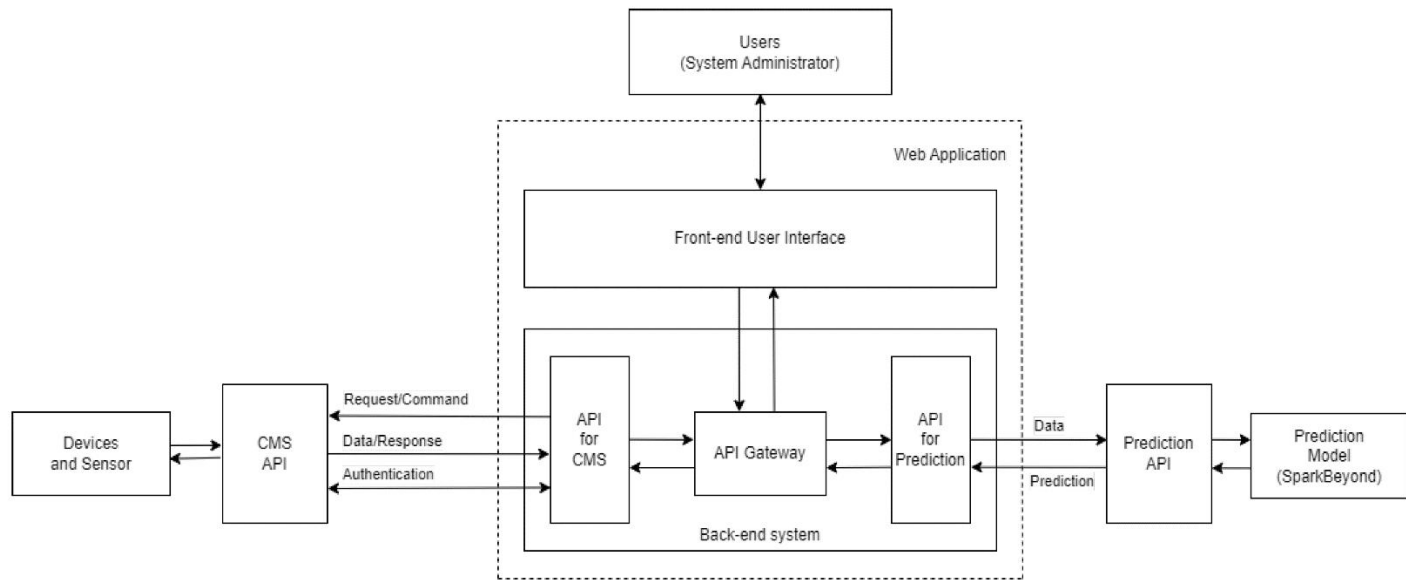 Users
(System Administrator)
Web Application
Front-end User Interface
Request/Command
Data/Response
Authentication
Devices
and Sensor
CMS
API
API
for
CMS
API Gateway
API
for
Prediction
Back-end system
Data
Prediction
Prediction
API
Prediction
Model
(SparkBeyond)